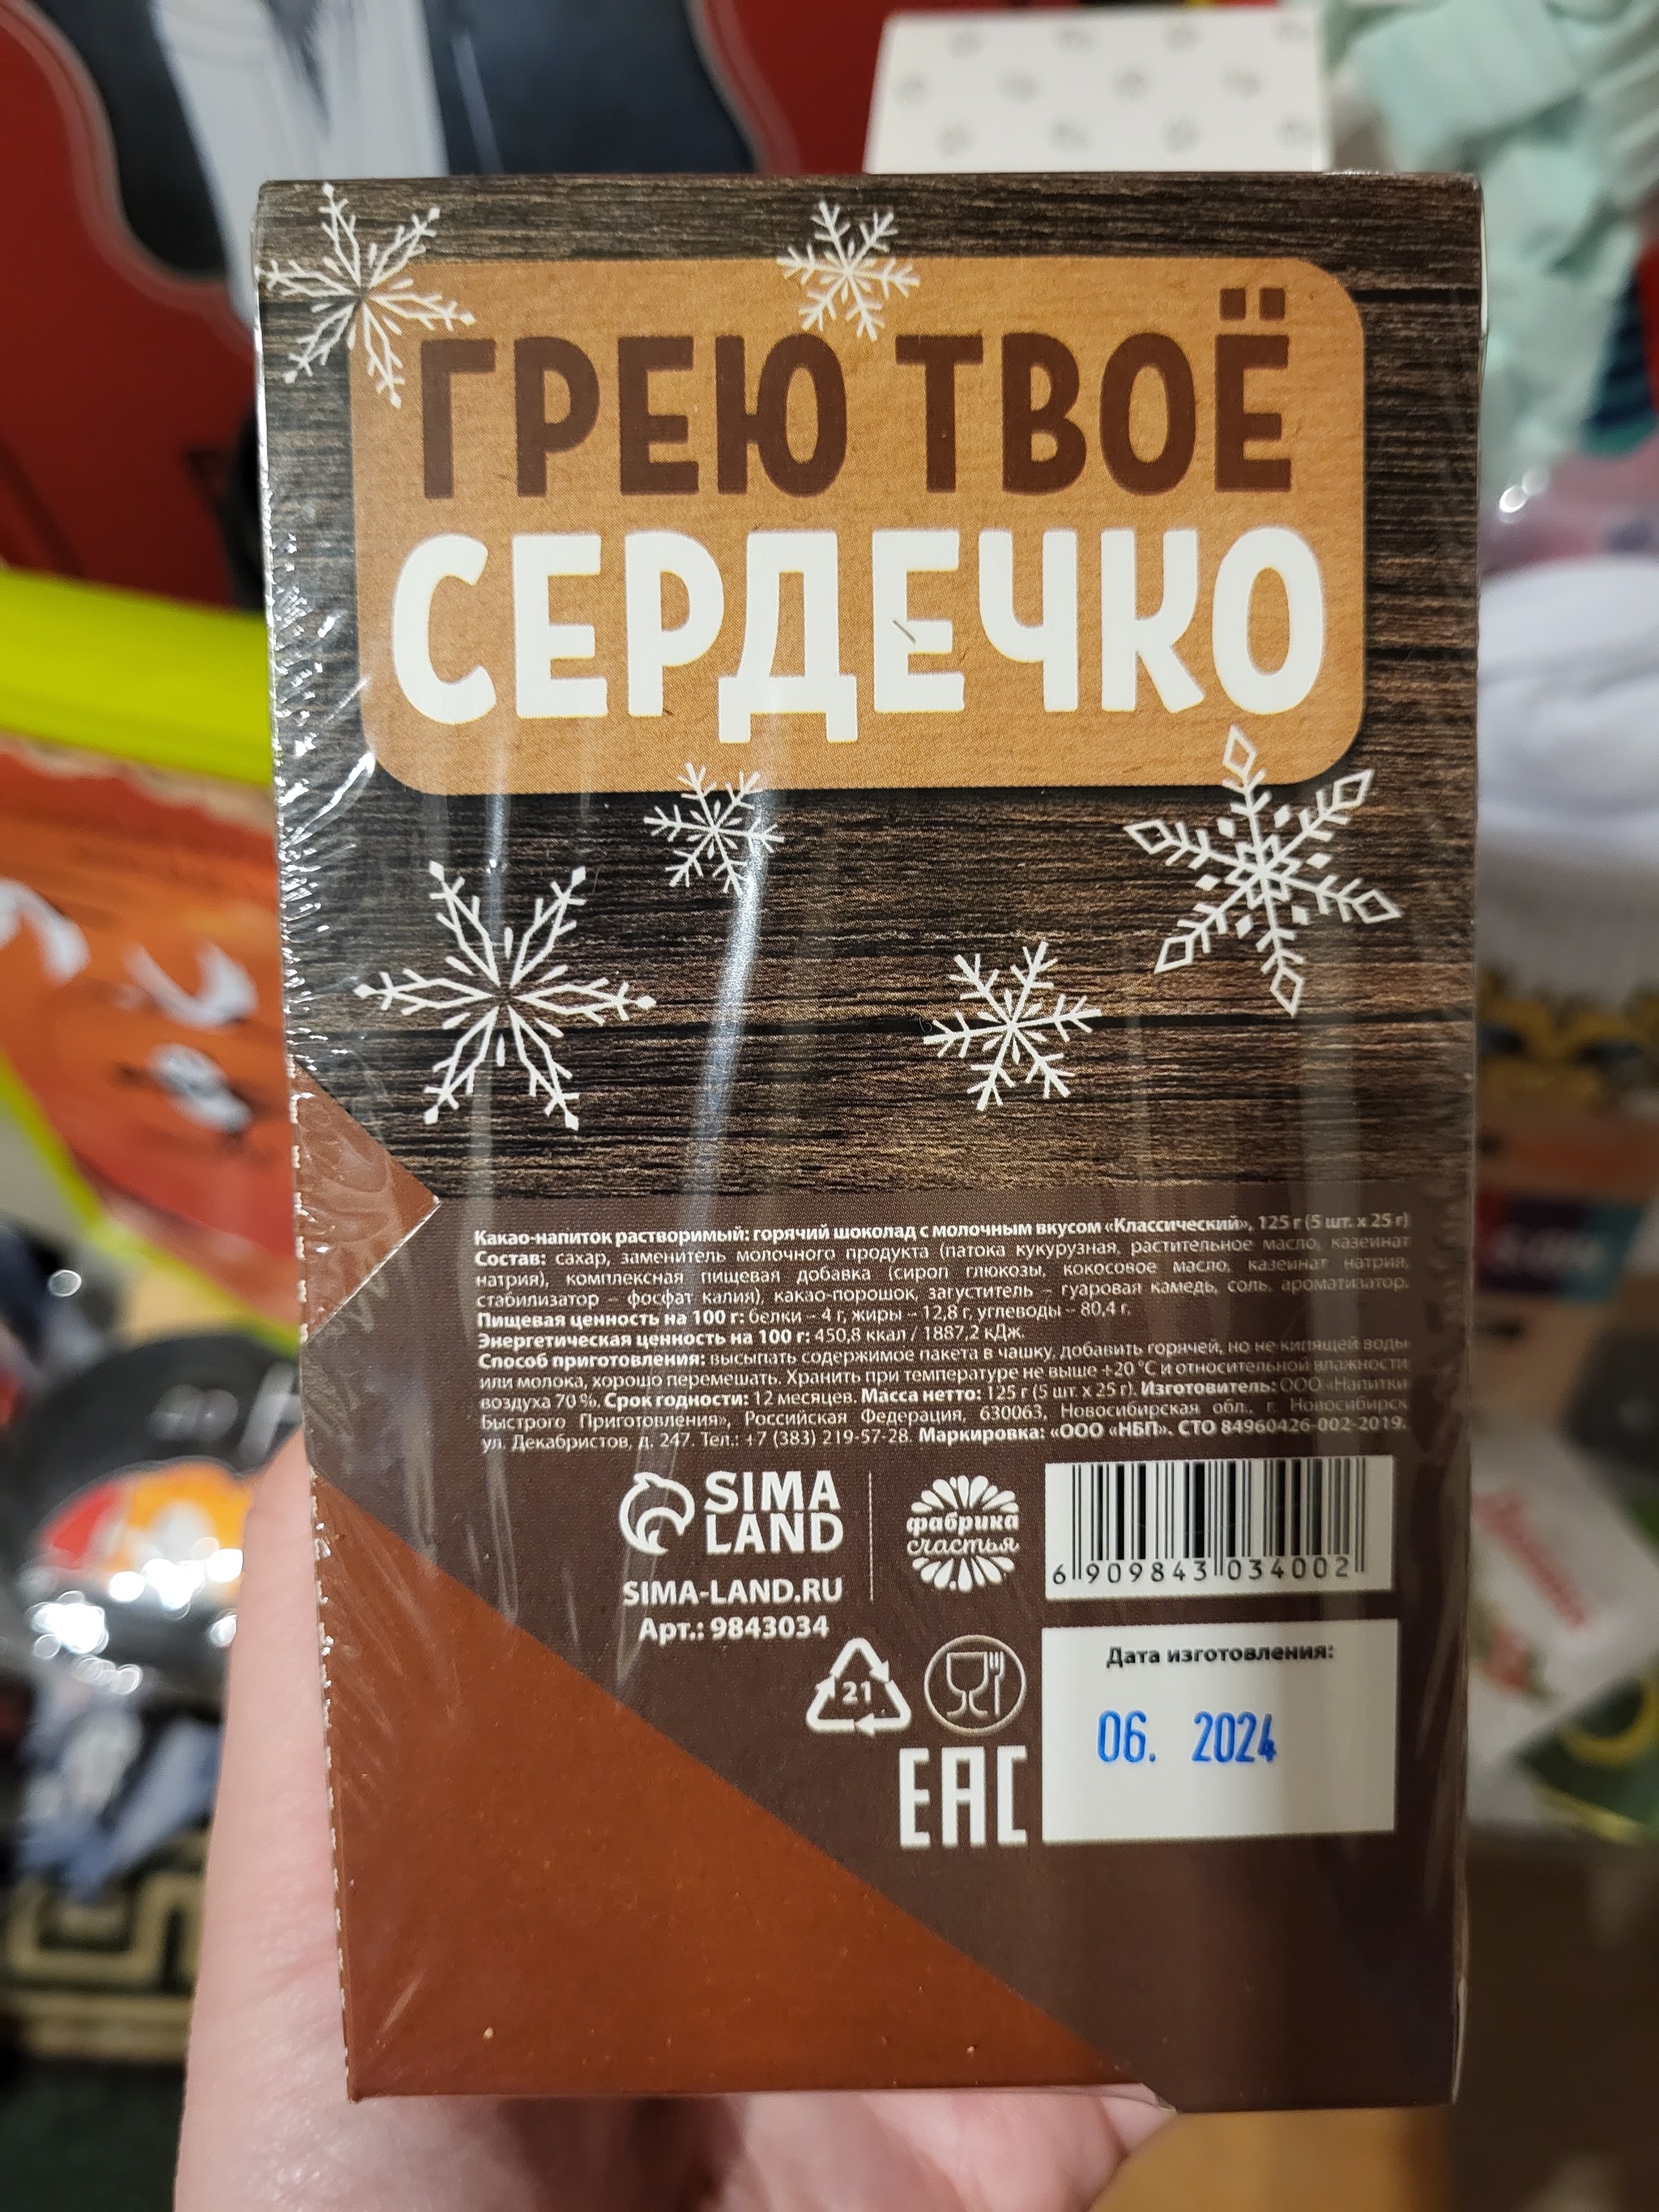 ГРЕЮ ТВОЁ
СЕРДЕЧКО
Какао-напиток растворимый: горячий шоколад с молочным вкусом «Классический», 125 г (5 шт. х 25 г)
Состав: сахар, заменитель молочного продукта (патока кукурузная, растительное масло, казеинат
натрия), комплексная пищевая добавка (сироп глюкозы, кокосовое масло, казеинат натрия,
стабилизатор – фосфат калия), какао-порошок, загуститель – гуаровая камедь, соль, ароматизатор.
Пищевая ценность на 100 г: белки – 4 г, жиры – 12,8 г, углеводы – 80,4 г.
Энергетическая ценность на 100 г: 450,8 ккал / 1887,2 кДж.
Способ приготовления: высыпать содержимое пакета в чашку, добавить горячей, но не кипящей воды
или молока, хорошо перемешать. Хранить при температуре не выше +20 °С и относительной влажности
воздуха 70 %. Срок годности: 12 месяцев. Масса нетто: 125 г (5 шт. х 25 г). Изготовитель: ООО «Напитки
Быстрого Приготовления», Российская Федерация, 630063, Новосибирская обл., г. Новосибирск
ул. Декабристов, д. 247. Тел.: +7 (383) 219-57-28. Маркировка: «ООО «НБП». СТО 84960426-002-2019.
SIMA
LAND
фабрика
счастья
SIMA-LAND.RU
Арт.: 9843034
6 909843 034002
21
EAC
Дата изготовления:
06. 2024